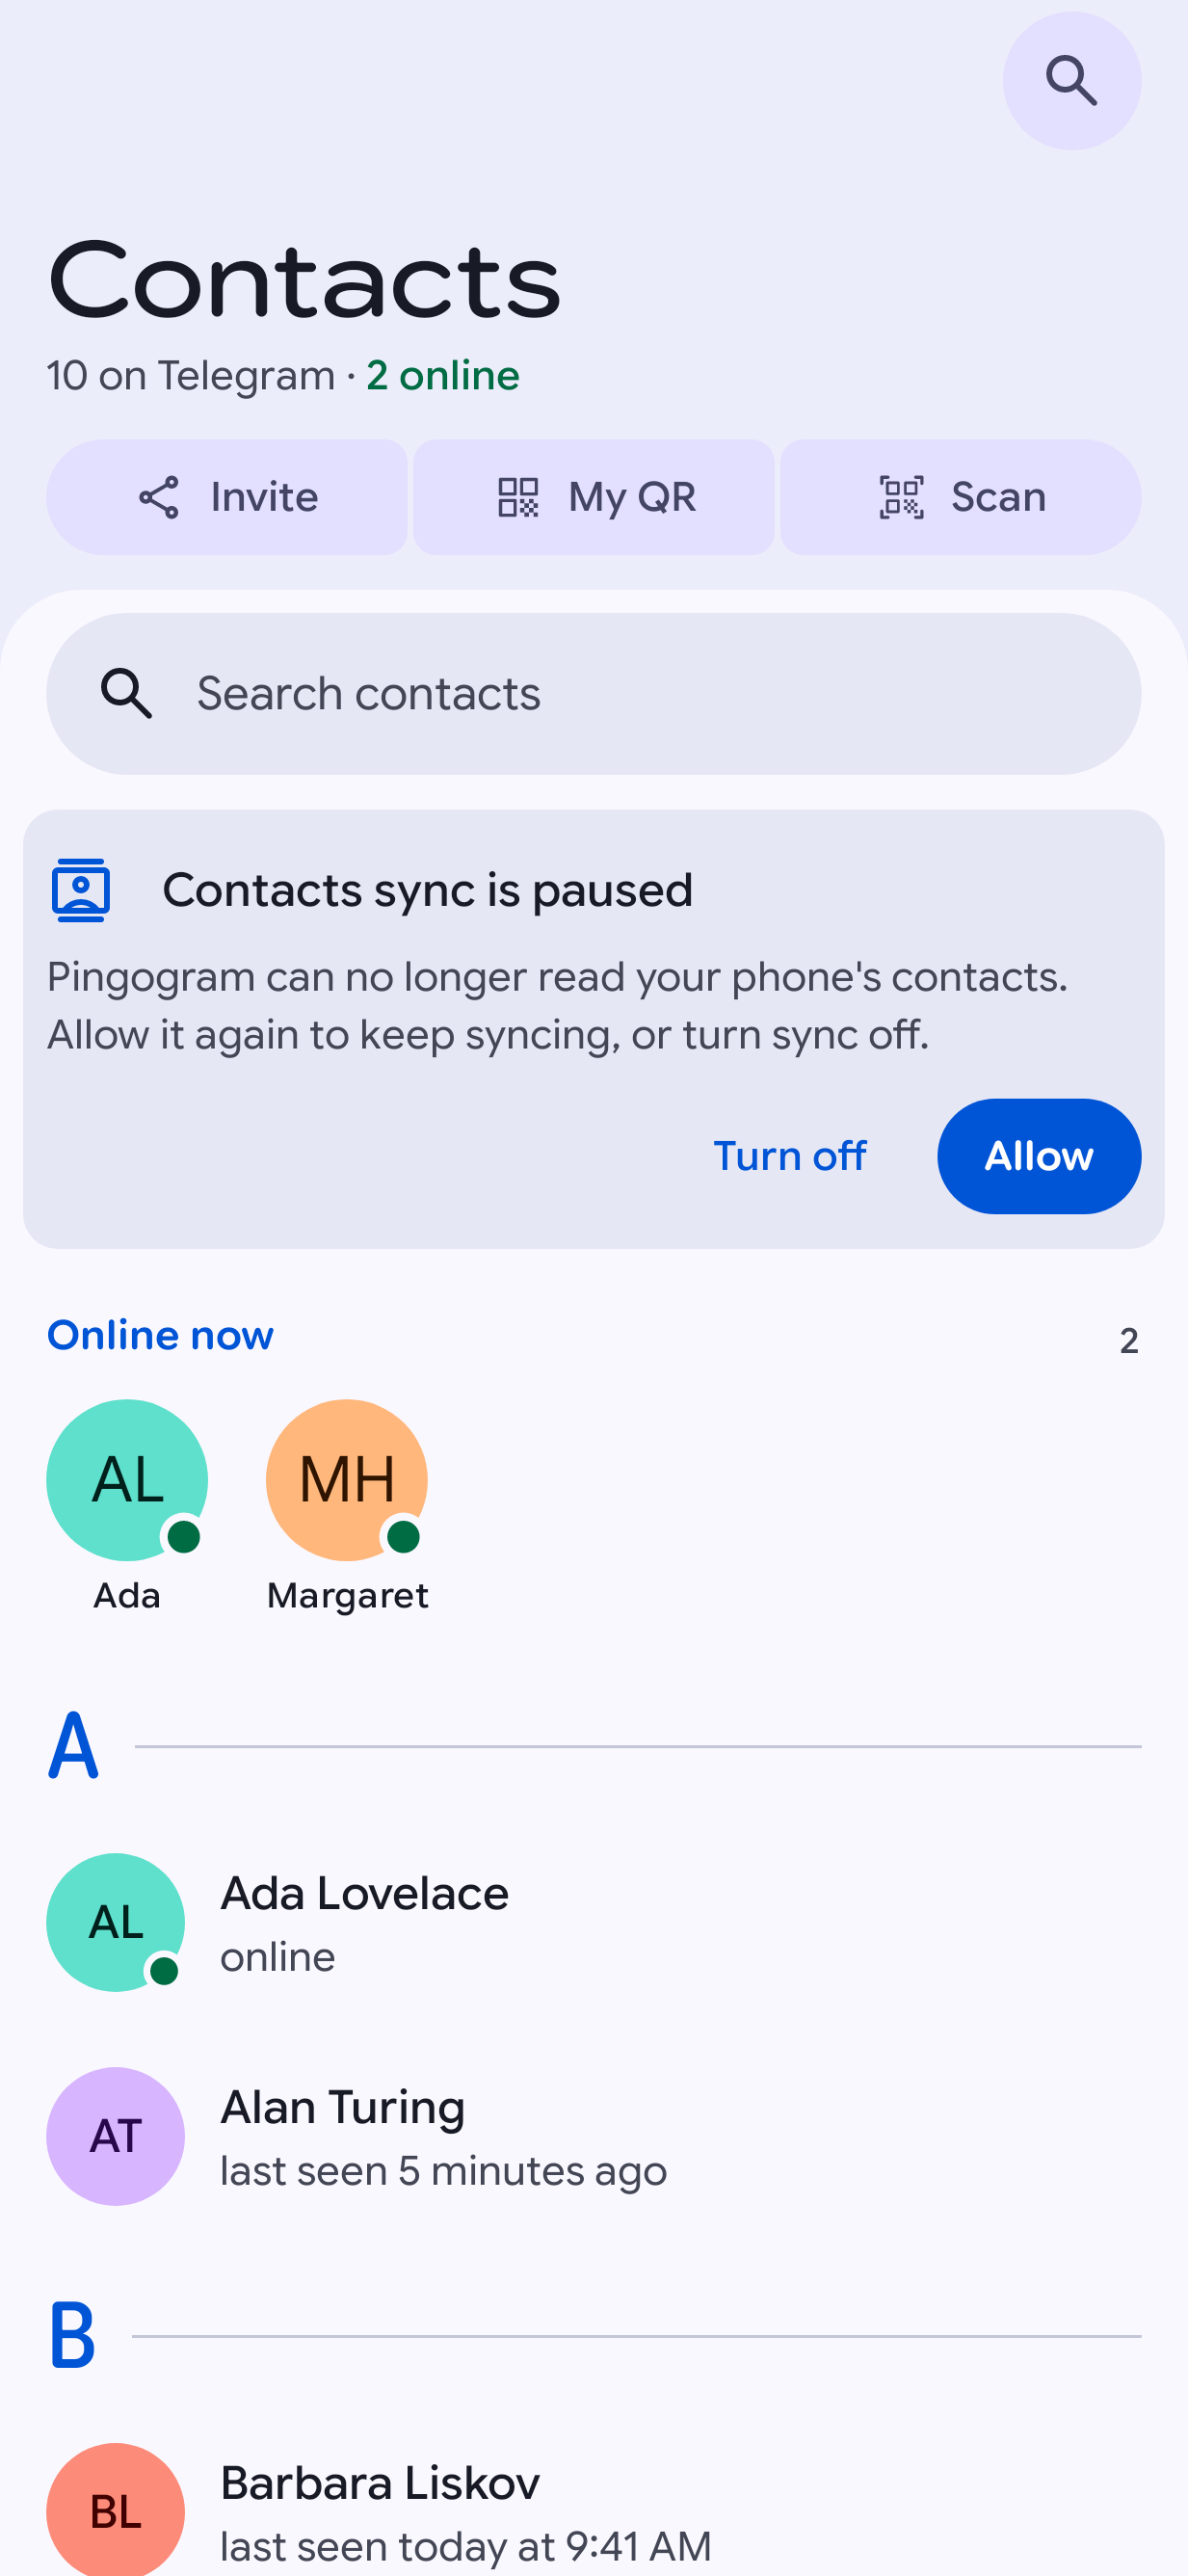 Contacts
10 on Telegram · 2 online
Invite
My QR
Scan
Search contacts
Contacts sync is paused
Pingogram can no longer read your phone's contacts.
Allow it again to keep syncing, or turn sync off.
Turn off
Allow
Online now
2
AL
MH
Ada
Margaret
A
AL
Ada Lovelace
online
AT
Alan Turing
last seen 5 minutes ago
B
BL
Barbara Liskov
last seen today at 9:41 AM